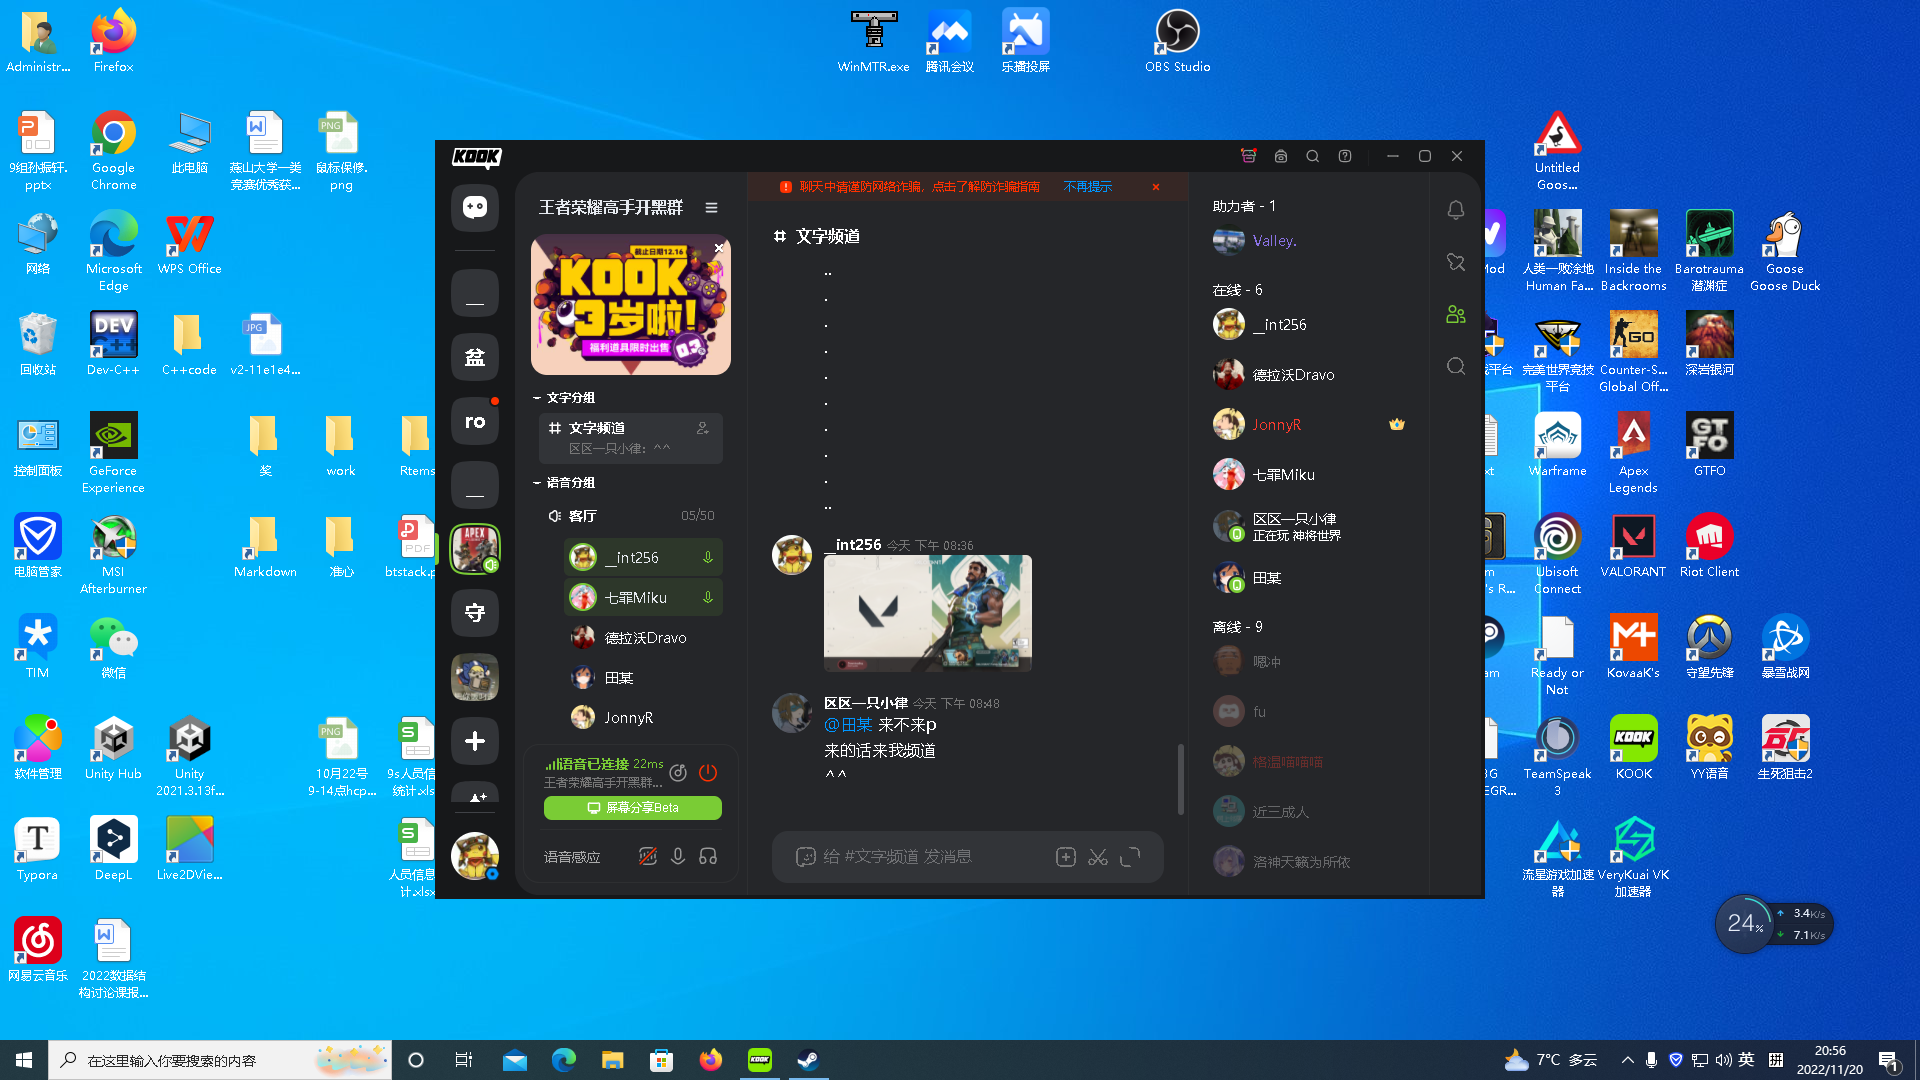 Administr...
Firefox
WinMTR.exe
腾讯会议
乐播投屏
OBS Studio
9组孙振轩.
pptx
Google
Chrome
此电脑
燕山大学一类
竞赛优秀获...
鼠标保修.
png
Untitled
Goos...
网络
Microsoft
Edge
WPS Office
人类一败涂地
Human Fa...
Inside the
Backrooms
Barotrauma
潜渊症
Goose
Goose Duck
回收站
Dev-C++
C++code
v2-11e1e4...
完美世界竞技
平台
Counter-S...
Global Off...
深岩银河
控制面板
GeForce
Experience
奖
work
Rtems
Warframe
Apex
Legends
GTFO
电脑管家
MSI
Afterburner
Markdown
准心
btstack.p
Ubisoft
Connect
VALORANT
Riot Client
TIM
微信
Ready or
Not
KovaaK's
守望先锋
暴雪战网
软件管理
Unity Hub
Unity
2021.3.13f...
10月22号
9-14点hcp...
9s人员信
统计.xls
TeamSpeak
3
KOOK
YY语音
生死狙击2
Typora
DeepL
Live2DVie...
人员信息
计.xlsx
流星游戏加速
器
VeryKuai VK
加速器
网易云音乐
2022数据结
构讨论课报...
KOOK
王者荣耀高手开黑群
截止日期12.16
KOOK
3岁啦!
福利道具限时出售
盆
ro
守
文字分组
文字频道
区区一只小律: ^^
语音分组
客厅
05/50
__int256
七罪Miku
德拉沃Dravo
田某
JonnyR
语音已连接 22ms
王者荣耀高手开黑群...
屏幕分享Beta
语音感应
聊天中请谨防网络诈骗，点击了解防诈骗指南
不再提示
# 文字频道
..
.
.
.
.
.
.
.
.
..
__int256 今天 下午 08:36
区区一只小律 今天 下午 08:48
@田某 来不来p
来的话来我频道
^^
给 #文字频道 发消息
助力者 - 1
Valley.
在线 - 6
__int256
德拉沃Dravo
JonnyR
七罪Miku
区区一只小律
正在玩 神将世界
田某
离线 - 9
嗯冲
fu
格温喵喵喵
近三成人
洛神天籁为所依
24%
3.4K/s
7.1K/s
在这里输入你要搜索的内容
7°C 多云
英
拼
20:56
2022/11/20
1